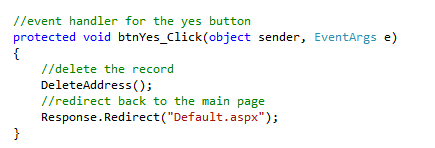 //event handler for the yes button
protected void btnYes_Click(object sender, EventArgs e)
{
    //delete the record
    DeleteAddress();
    //redirect back to the main page
    Response.Redirect("Default.aspx");
}